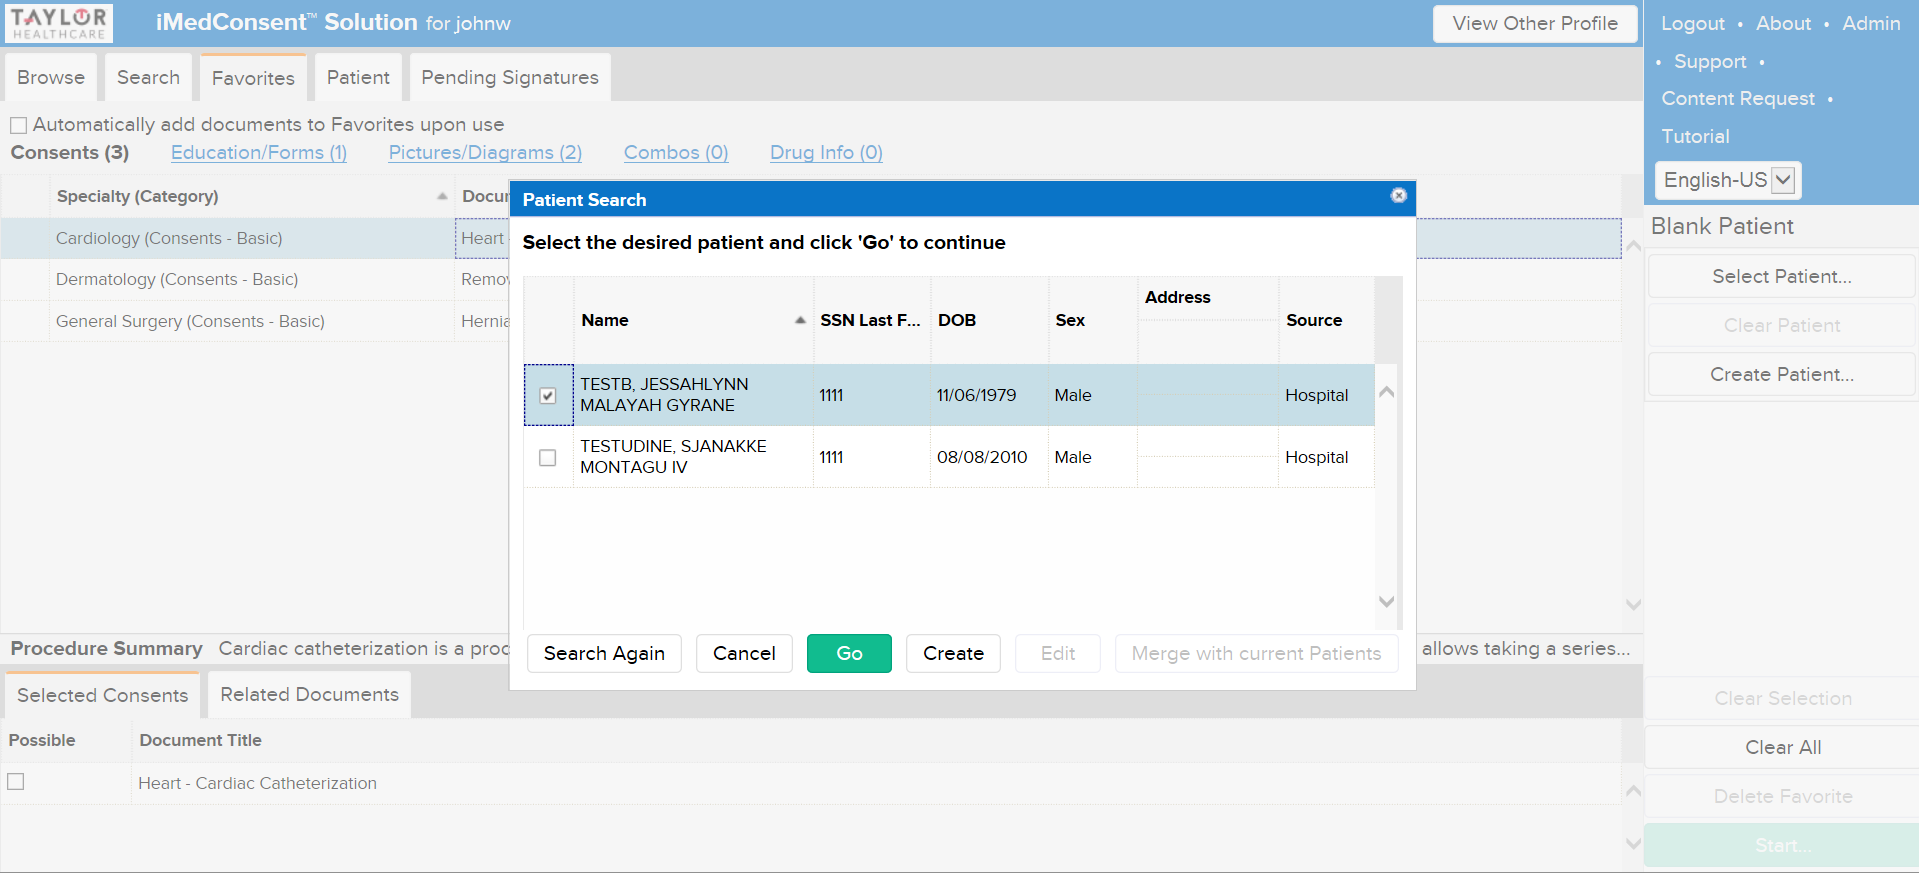 TAYLOR
HEALTHCARE
iMedConsent™ Solution for johnw
View Other Profile
Logout • About • Admin
• Support •
Content Request •
Tutorial
English-US
Browse
Search
Favorites
Patient
Pending Signatures
Automatically add documents to Favorites upon use
Consents (3)
Education/Forms (1)
Pictures/Diagrams (2)
Combos (0)
Drug Info (0)
Specialty (Category)
Docu
Cardiology (Consents - Basic)
Heart -
Dermatology (Consents - Basic)
Remov
General Surgery (Consents - Basic)
Hernia
Patient Search
Select the desired patient and click 'Go' to continue
Name
SSN Last F...
DOB
Sex
Address
Source
TESTB, JESSAHLYNN
MALAYAH GYRANE
1111
11/06/1979
Male
Hospital
TESTUDINE, SJANAKKE
MONTAGU IV
1111
08/08/2010
Male
Hospital
Search Again
Cancel
Go
Create
Edit
Merge with current Patients
Blank Patient
Select Patient...
Clear Patient
Create Patient...
Procedure Summary Cardiac catheterization is a proc
allows taking a series...
Selected Consents
Related Documents
Possible
Document Title
Heart - Cardiac Catheterization
Clear Selection
Clear All
Delete Favorite
Start...